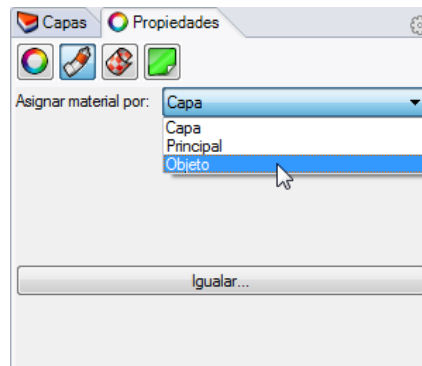 Capas Propiedades
Asignar material por: Capa
Capa
Principal
Objeto
Igualar...